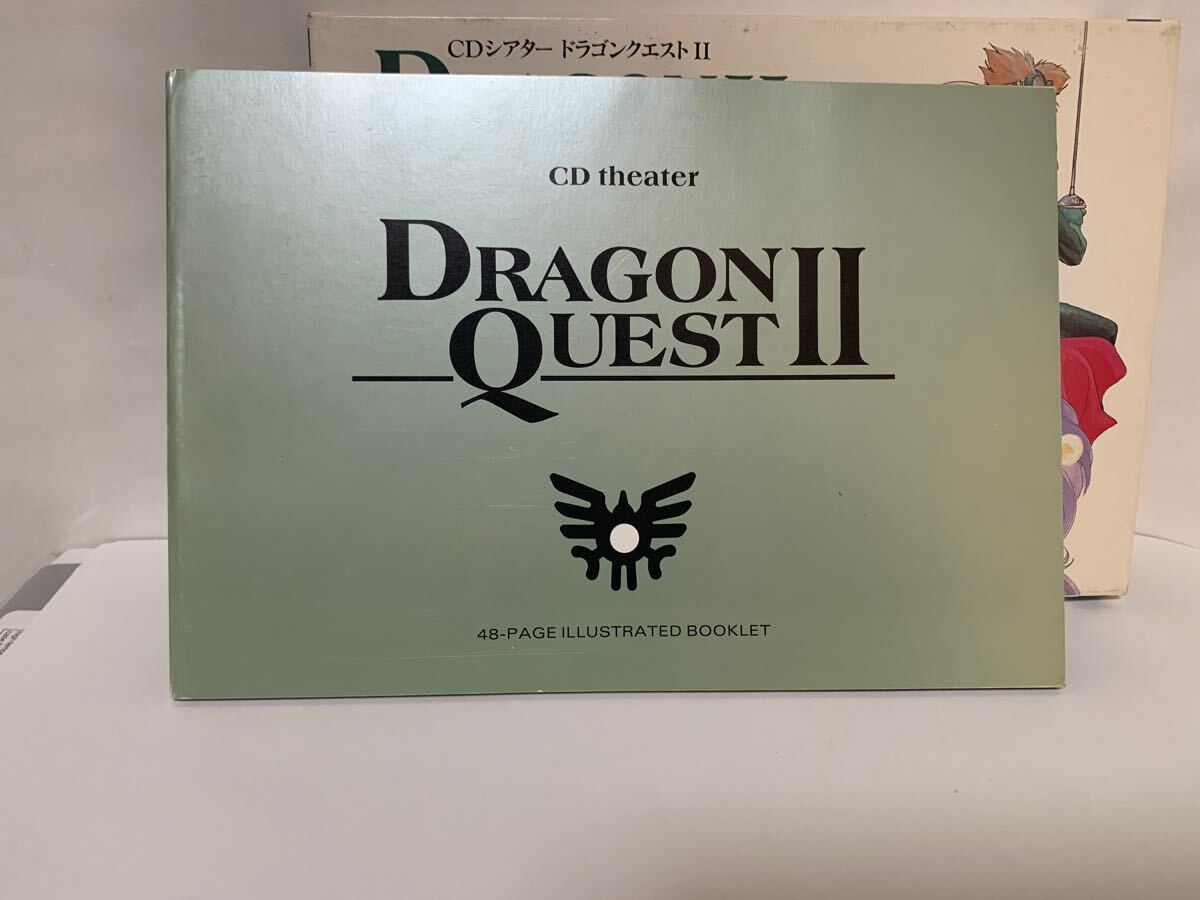 CDシアター ドラゴンクエストII
CD theater
DRAGON
QUEST II
48-PAGE ILLUSTRATED BOOKLET